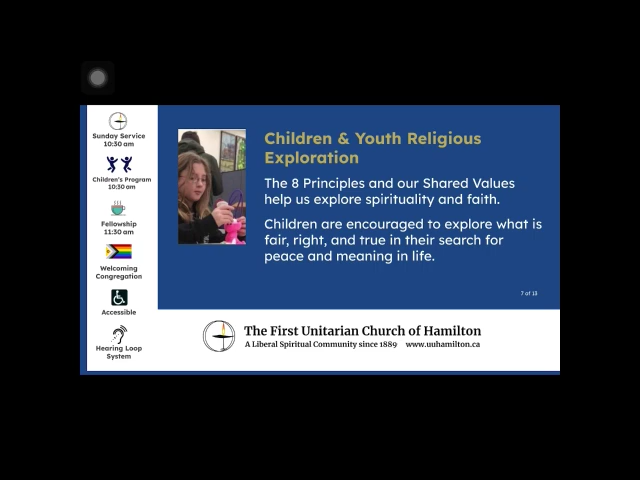 Sunday Service
10:30 am
Children's Program
10:30 am
Fellowship
11:30 am
Welcoming
Congregation
Accessible
Hearing Loop
System
Children & Youth Religious
Exploration
The 8 Principles and our Shared Values
help us explore spirituality and faith.
Children are encouraged to explore what is
fair, right, and true in their search for
peace and meaning in life.
7 of 13
The First Unitarian Church of Hamilton
A Liberal Spiritual Community since 1889 www.uuhamilton.ca